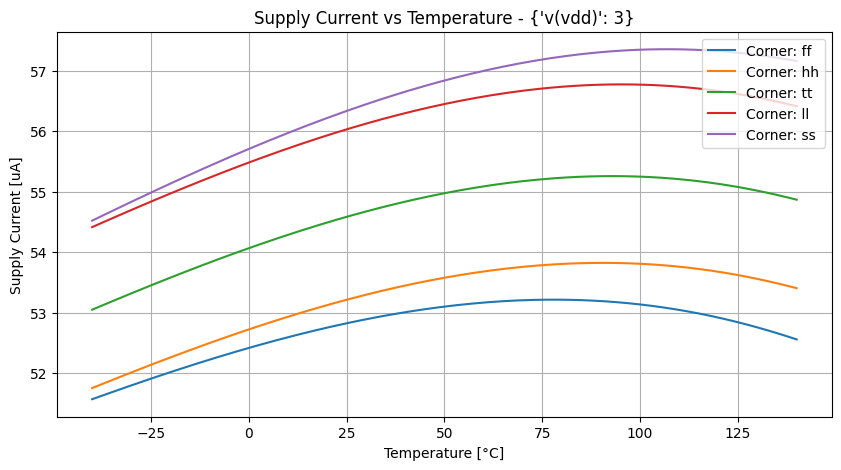 Supply Current vs Temperature - {'v(vdd)': 3}
Supply Current [uA]
57
56
55
54
53
52
Corner: ff
Corner: hh
Corner: tt
Corner: ll
Corner: ss
−25
0
25
50
75
100
125
Temperature [°C]